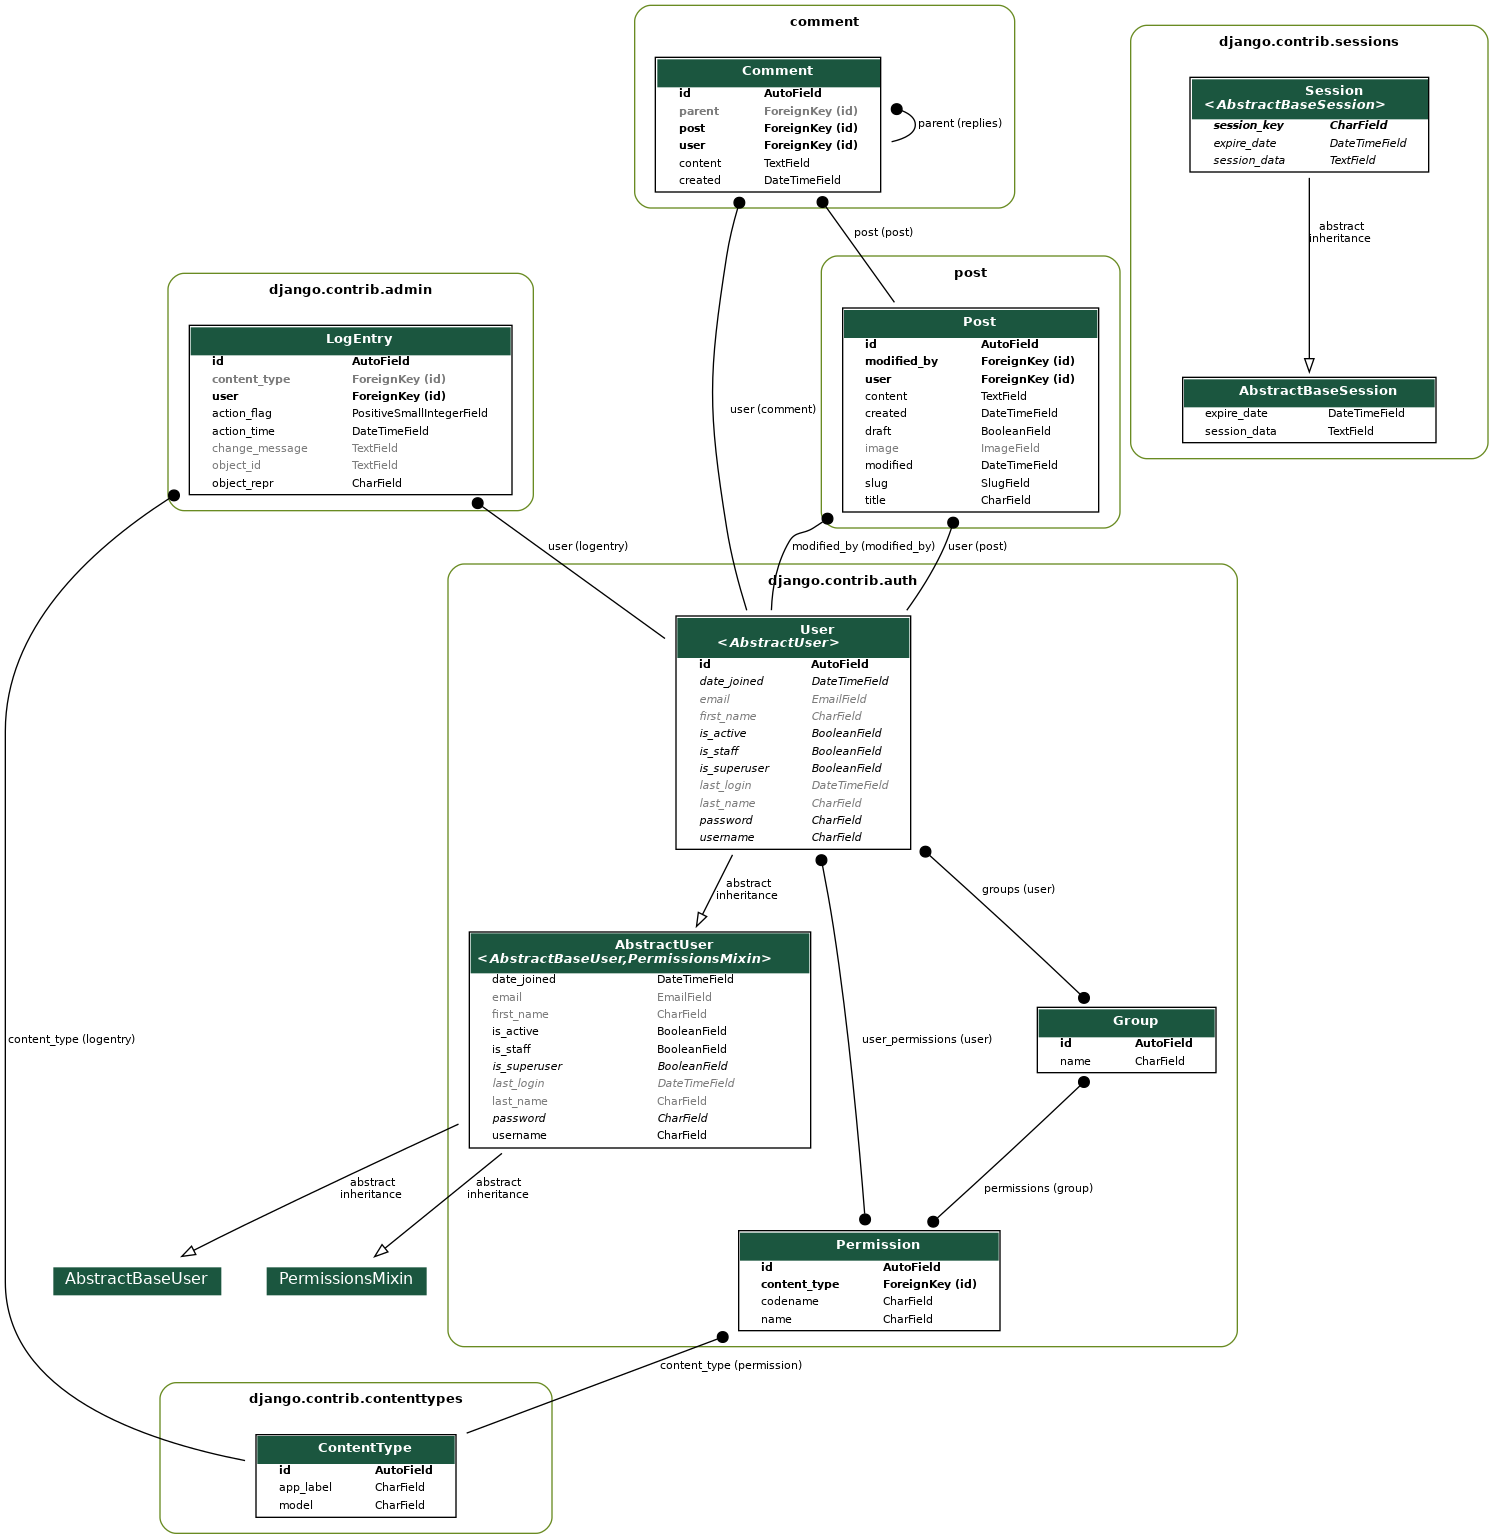 comment
Comment
id AutoField
parent ForeignKey (id)
post ForeignKey (id)
user ForeignKey (id)
content TextField
created DateTimeField
parent (replies)
django.contrib.sessions
Session
<AbstractBaseSession>
session_key CharField
expire_date DateTimeField
session_data TextField
abstract
inheritance
AbstractBaseSession
expire_date DateTimeField
session_data TextField
post (post)
user (comment)
post
Post
id AutoField
modified_by ForeignKey (id)
user ForeignKey (id)
content TextField
created DateTimeField
draft BooleanField
image ImageField
modified DateTimeField
slug SlugField
title CharField
django.contrib.admin
LogEntry
id AutoField
content_type ForeignKey (id)
user ForeignKey (id)
action_flag PositiveSmallIntegerField
action_time DateTimeField
change_message TextField
object_id TextField
object_repr CharField
user (logentry)
modified_by (modified_by)
user (post)
django.contrib.auth
User
<AbstractUser>
id AutoField
date_joined DateTimeField
email EmailField
first_name CharField
is_active BooleanField
is_staff BooleanField
is_superuser BooleanField
last_login DateTimeField
last_name CharField
password CharField
username CharField
abstract
inheritance
groups (user)
AbstractUser
<AbstractBaseUser,PermissionsMixin>
date_joined DateTimeField
email EmailField
first_name CharField
is_active BooleanField
is_staff BooleanField
is_superuser BooleanField
last_login DateTimeField
last_name CharField
password CharField
username CharField
user_permissions (user)
Group
id AutoField
name CharField
content_type (logentry)
abstract
inheritance
abstract
inheritance
permissions (group)
AbstractBaseUser
PermissionsMixin
Permission
id AutoField
content_type ForeignKey (id)
codename CharField
name CharField
content_type (permission)
django.contrib.contenttypes
ContentType
id AutoField
app_label CharField
model CharField